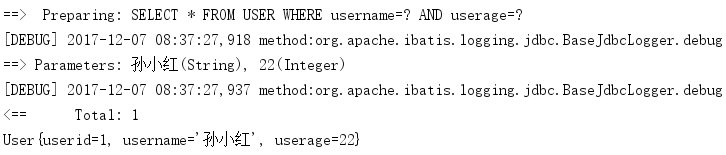 ==>  Preparing: SELECT * FROM USER WHERE username=? AND userage=?
[DEBUG] 2017-12-07 08:37:27,918 method:org.apache.ibatis.logging.jdbc.BaseJdbcLogger.debug
==> Parameters: 孙小红(String), 22(Integer)
[DEBUG] 2017-12-07 08:37:27,937 method:org.apache.ibatis.logging.jdbc.BaseJdbcLogger.debug
<==      Total: 1
User{userid=1, username='孙小红', userage=22}